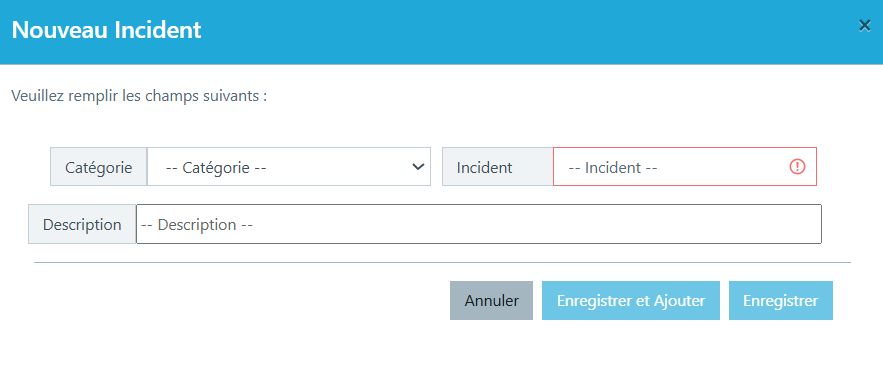 Nouveau Incident
×
Veuillez remplir les champs suivants :
Catégorie -- Catégorie -- Incident -- Incident --
Description -- Description --
Annuler Enregistrer et Ajouter Enregistrer